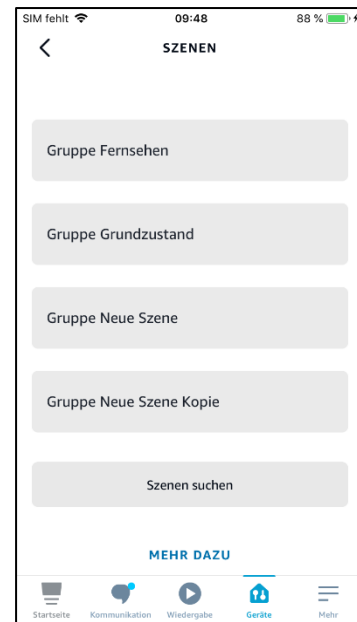 SIM fehlt 09:48 88 %
SZENEN
Gruppe Fernsehen
Gruppe Grundzustand
Gruppe Neue Szene
Gruppe Neue Szene Kopie
Szenen suchen
MEHR DAZU
Startseite Kommunikation Wiedergabe Geräte Mehr